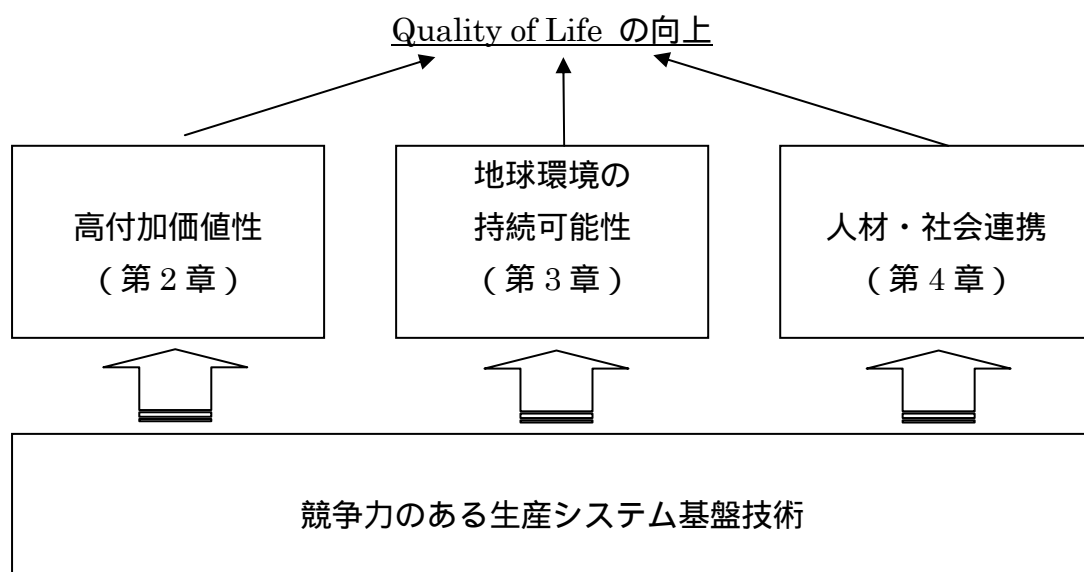 Quality of Life の向上
高付加価値性
（第 2 章）
地球環境の
持続可能性
（第 3 章）
人材・社会連携
（第 4 章）
競争力のある生産システム基盤技術